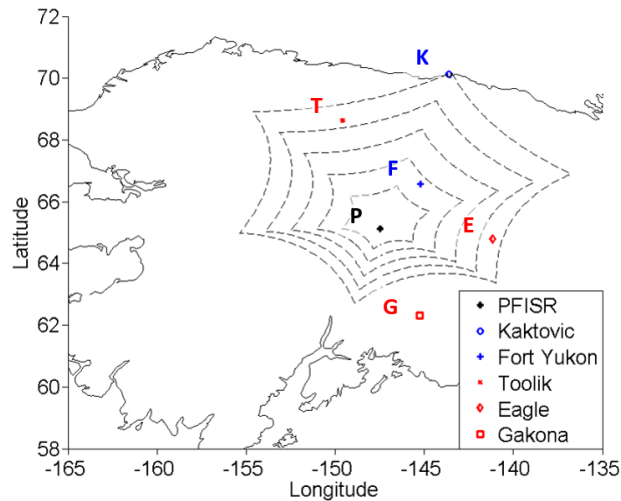 72
70
68
66
64
62
60
58
Latitude
K
T
F
P
E
G
PFISR
Kaktovic
Fort Yukon
Toolik
Eagle
Gakona
-165 -160 -155 -150 -145 -140 -135
Longitude